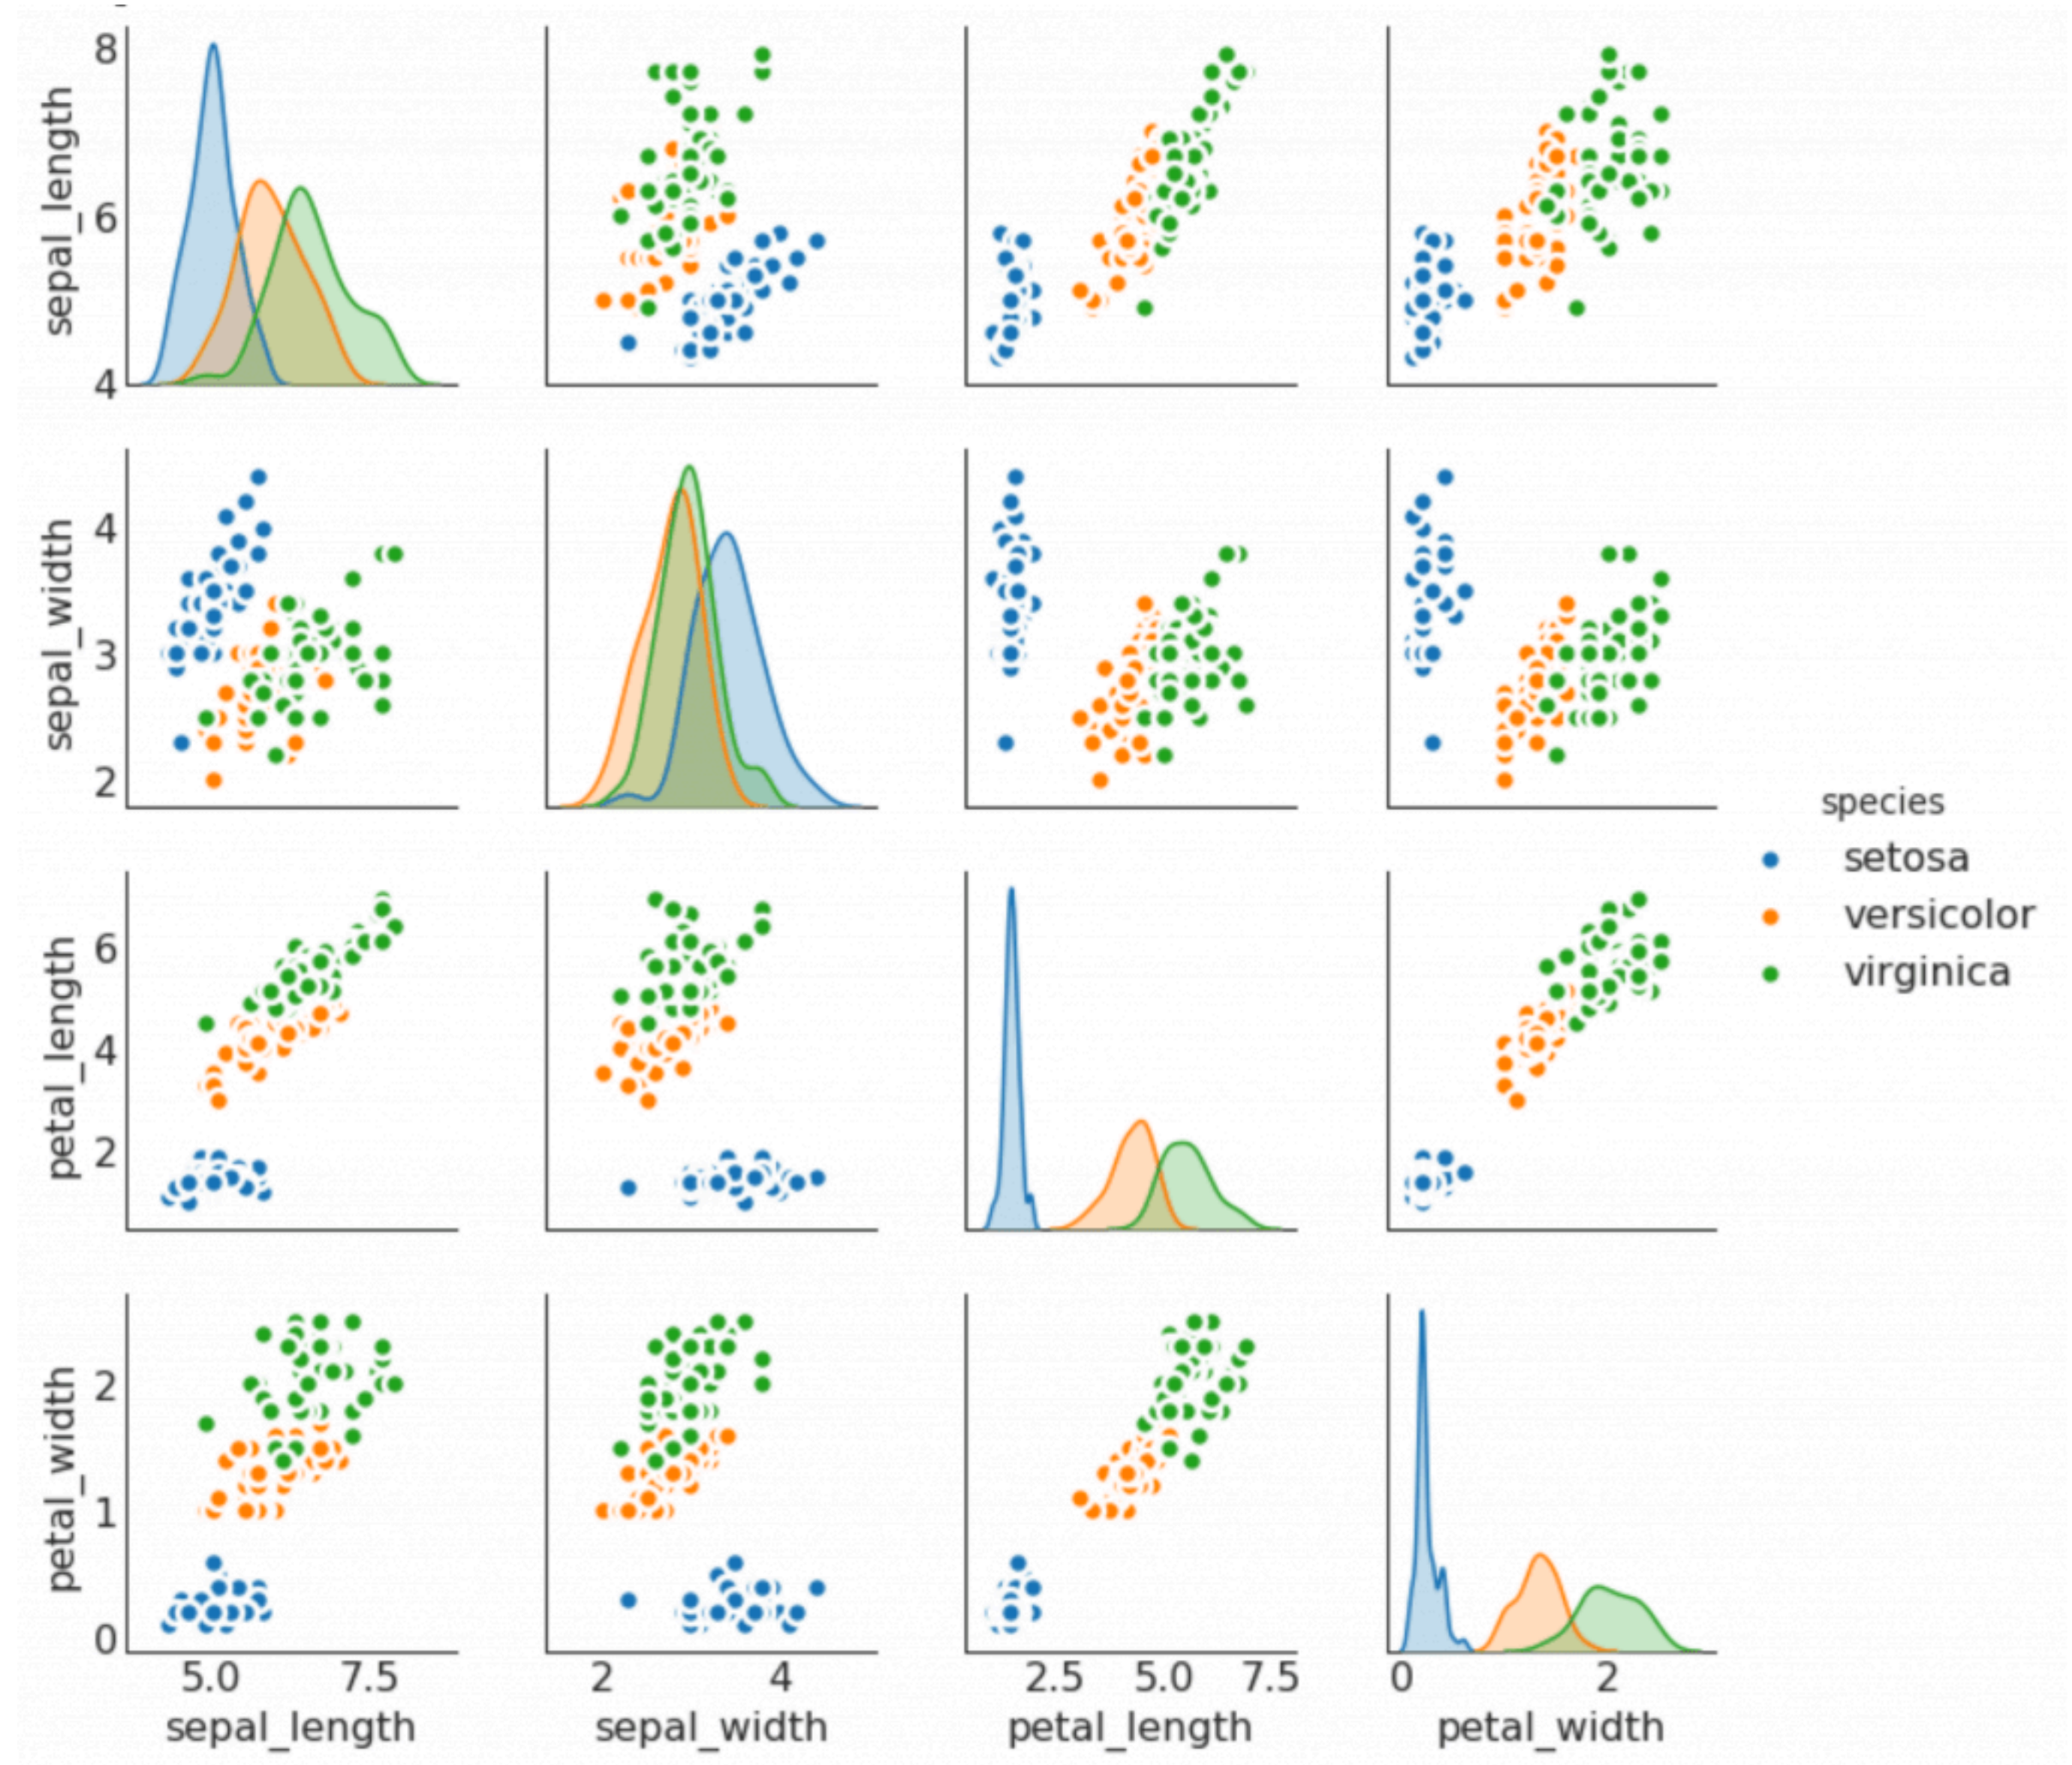 8
6
4
sepal_length
4
3
2
sepal_width
species
setosa
versicolor
virginica
6
4
2
petal_length
2
1
0
petal_width
5.0 7.5 2 4 2.5 5.0 7.5 0 2
sepal_length sepal_width petal_length petal_width